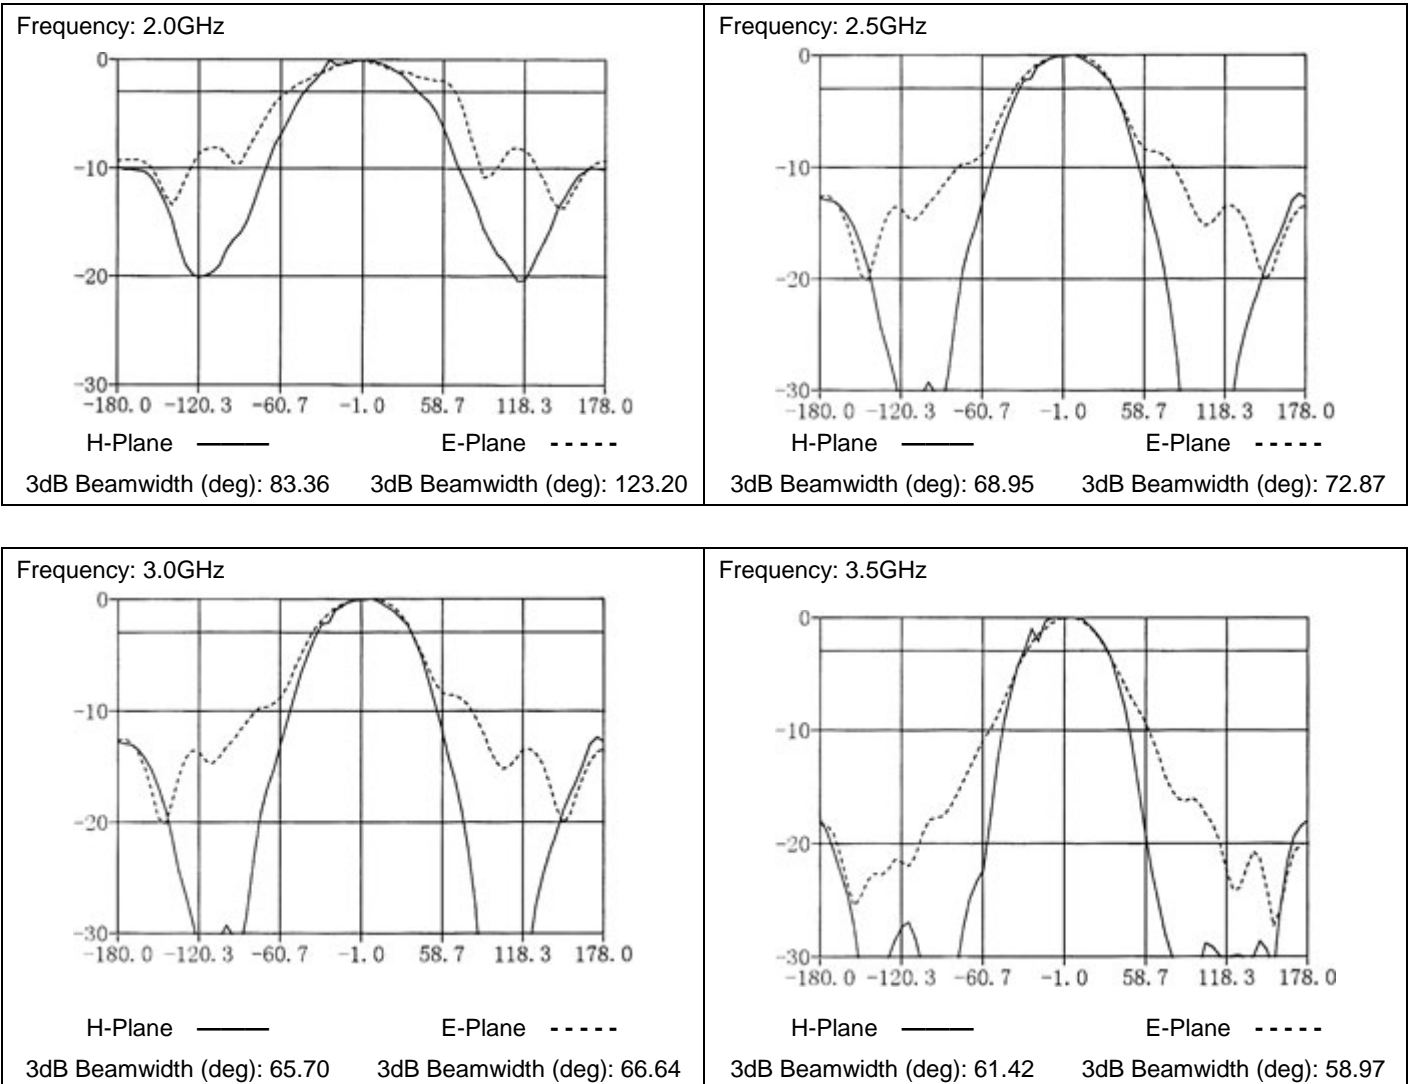 Frequency: 2.0GHz
0
-10
-20
-30
-180.0 -120.3 -60.7 -1.0 58.7 118.3 178.0
H-Plane E-Plane
3dB Beamwidth (deg): 83.36 3dB Beamwidth (deg): 123.20
Frequency: 2.5GHz
0
-10
-20
-30
-180.0 -120.3 -60.7 -1.0 58.7 118.3 178.0
H-Plane E-Plane
3dB Beamwidth (deg): 68.95 3dB Beamwidth (deg): 72.87
Frequency: 3.0GHz
0
-10
-20
-30
-180.0 -120.3 -60.7 -1.0 58.7 118.3 178.0
H-Plane E-Plane
3dB Beamwidth (deg): 65.70 3dB Beamwidth (deg): 66.64
Frequency: 3.5GHz
0
-10
-20
-30
-180.0 -120.3 -60.7 -1.0 58.7 118.3 178.0
H-Plane E-Plane
3dB Beamwidth (deg): 61.42 3dB Beamwidth (deg): 58.97